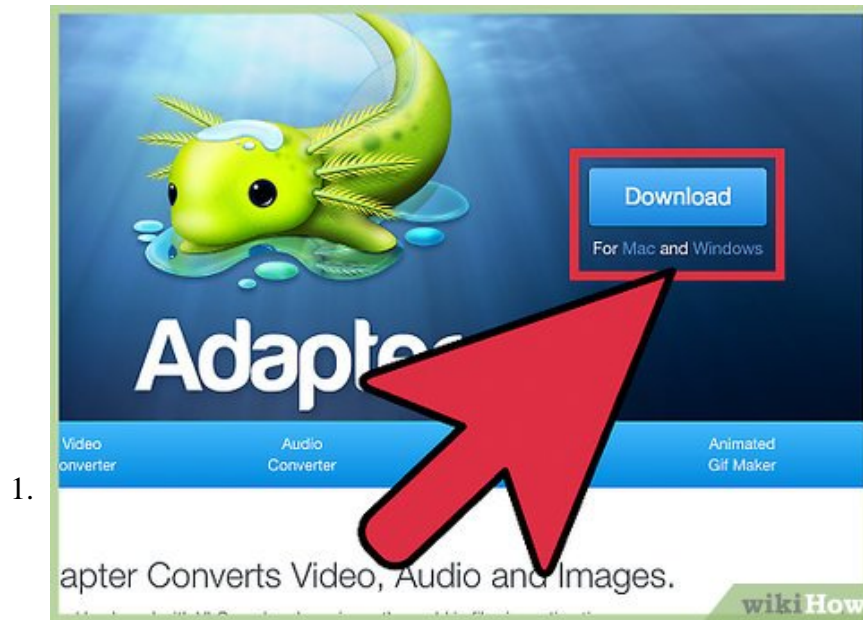 Download
For Mac and Windows
Video
onverter
Audio
Converter
Animated
Gif Maker
1.
apter Converts Video, Audio and Images.
wikiHow